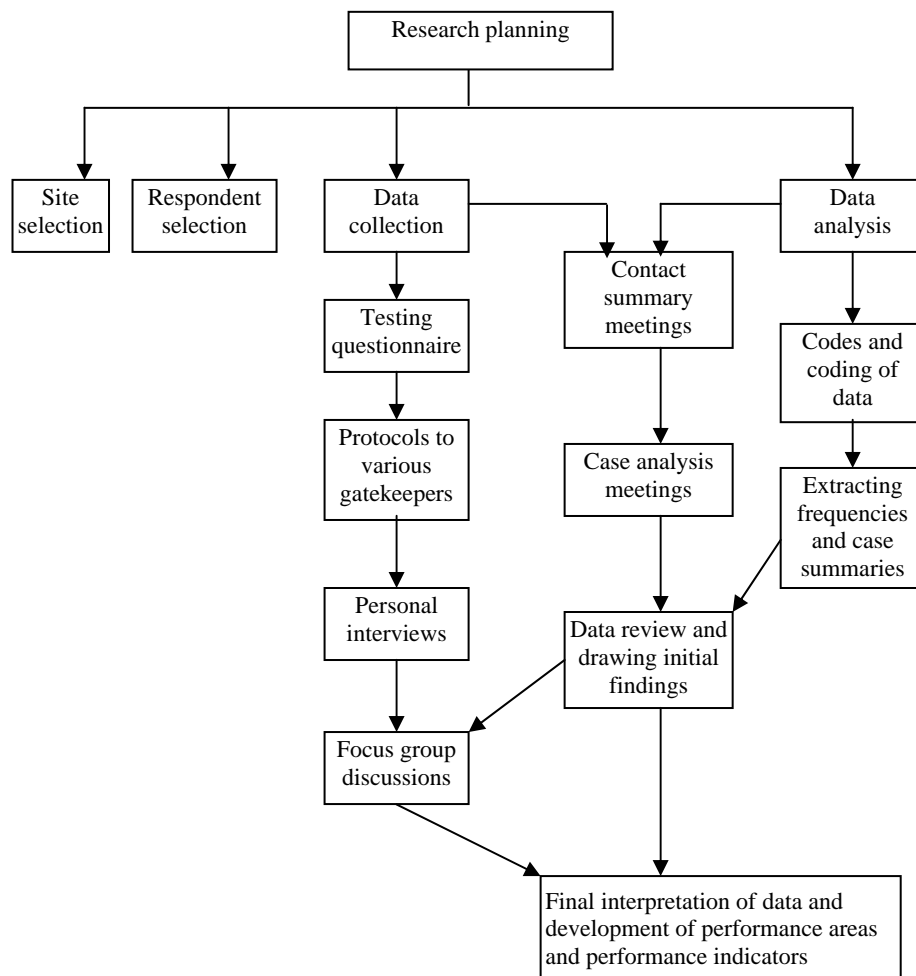 Research planning
Site
selection
Respondent
selection
Data
collection
Data
analysis
Contact
summary
meetings
Testing
questionnaire
Codes and
coding of
data
Protocols to
various
gatekeepers
Case analysis
meetings
Extracting
frequencies
and case
summaries
Personal
interviews
Data review and
drawing initial
findings
Focus group
discussions
Final interpretation of data and
development of performance areas
and performance indicators